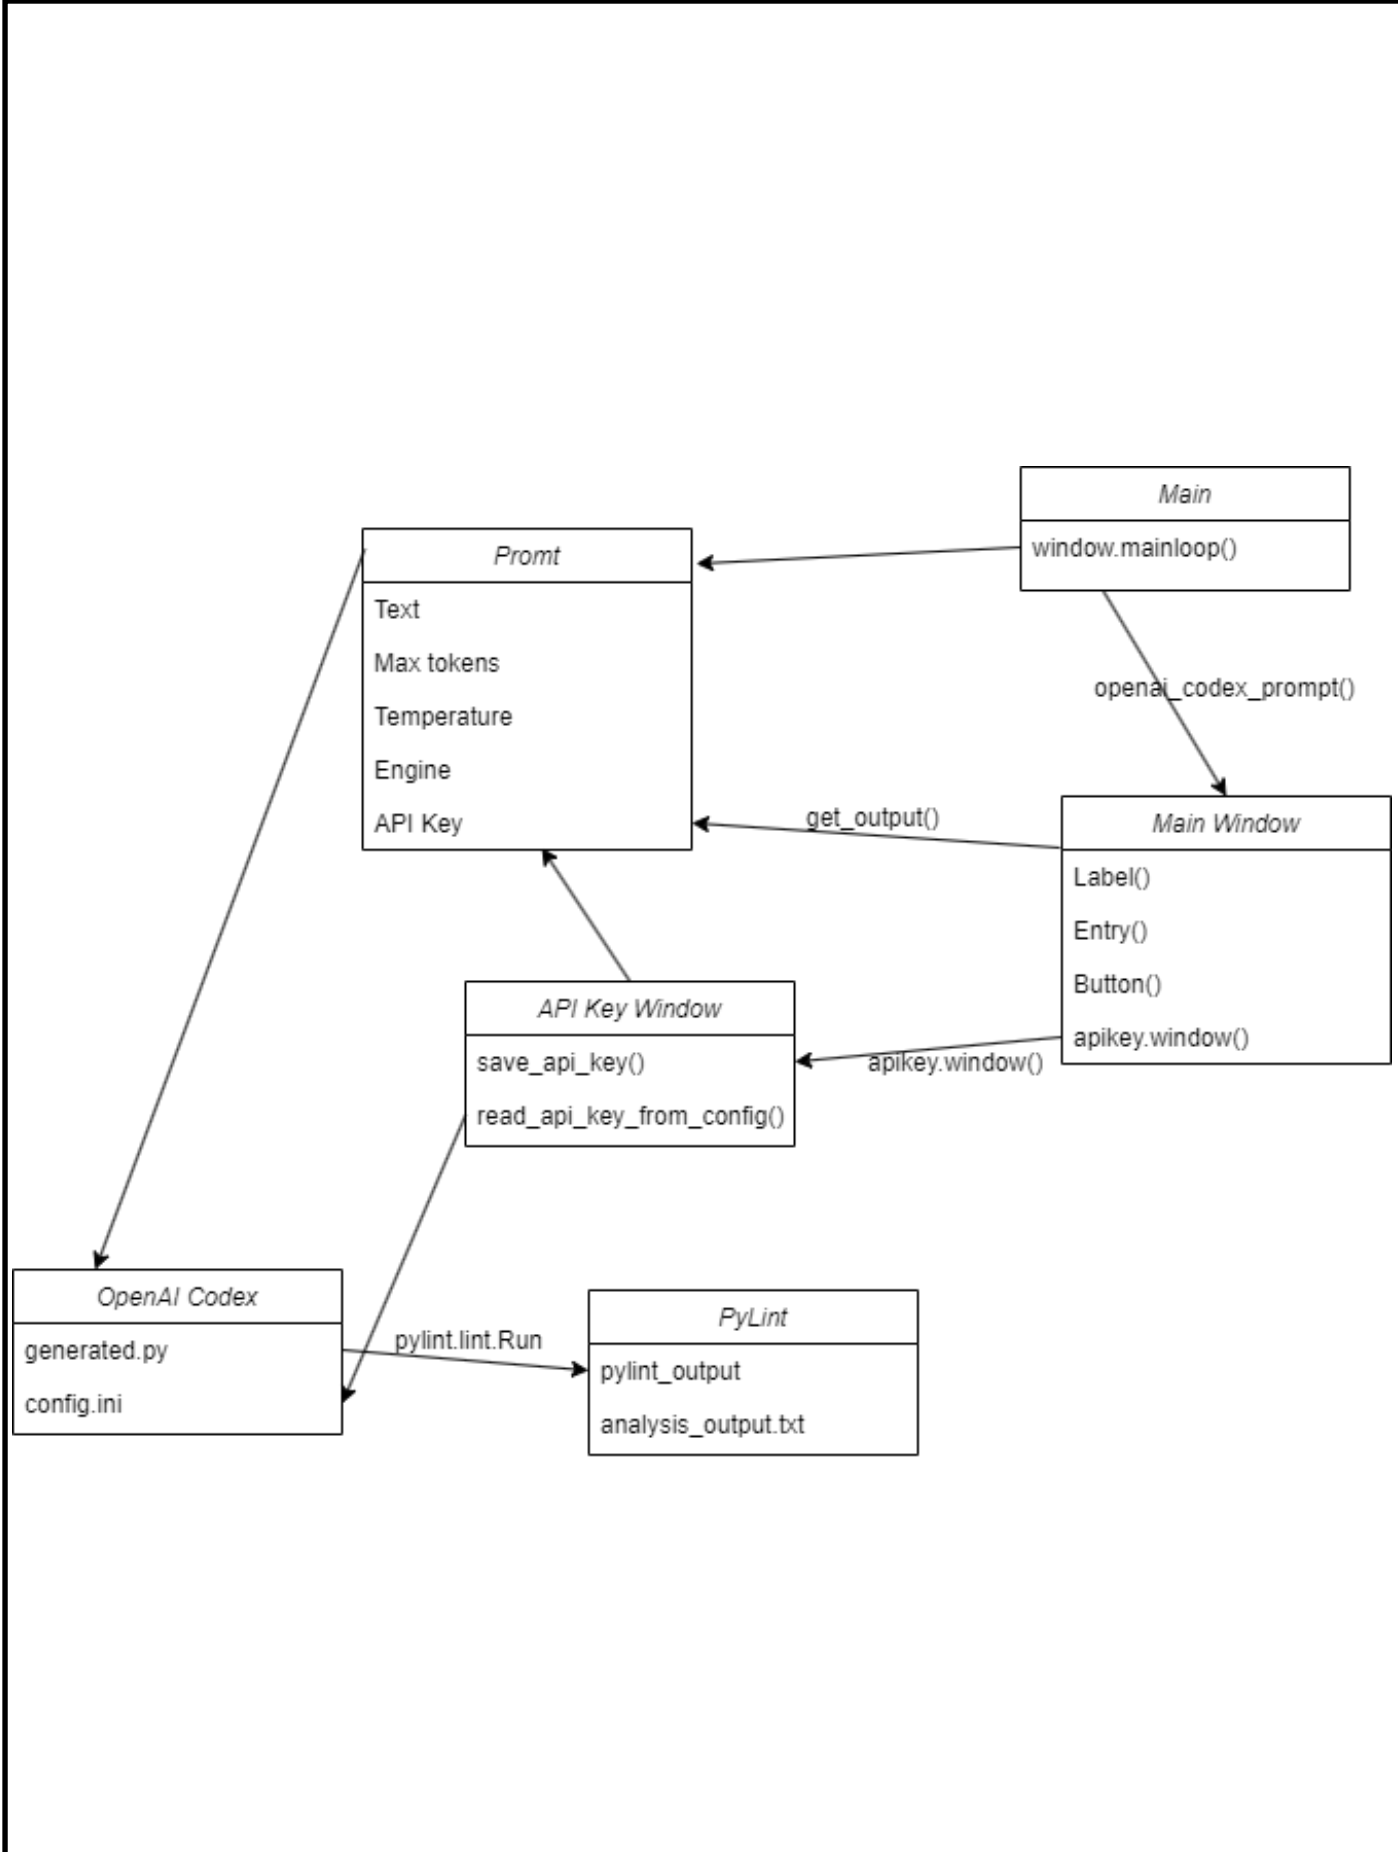 Main
window.mainloop()
Promt
Text
Max tokens
Temperature
Engine
API Key
openai_codex_prompt()
get_output()
Main Window
Label()
Entry()
Button()
apikey.window()
API Key Window
save_api_key()
read_api_key_from_config()
apikey.window()
OpenAI Codex
generated.py
config.ini
pylint.lint.Run
PyLint
pylint_output
analysis_output.txt